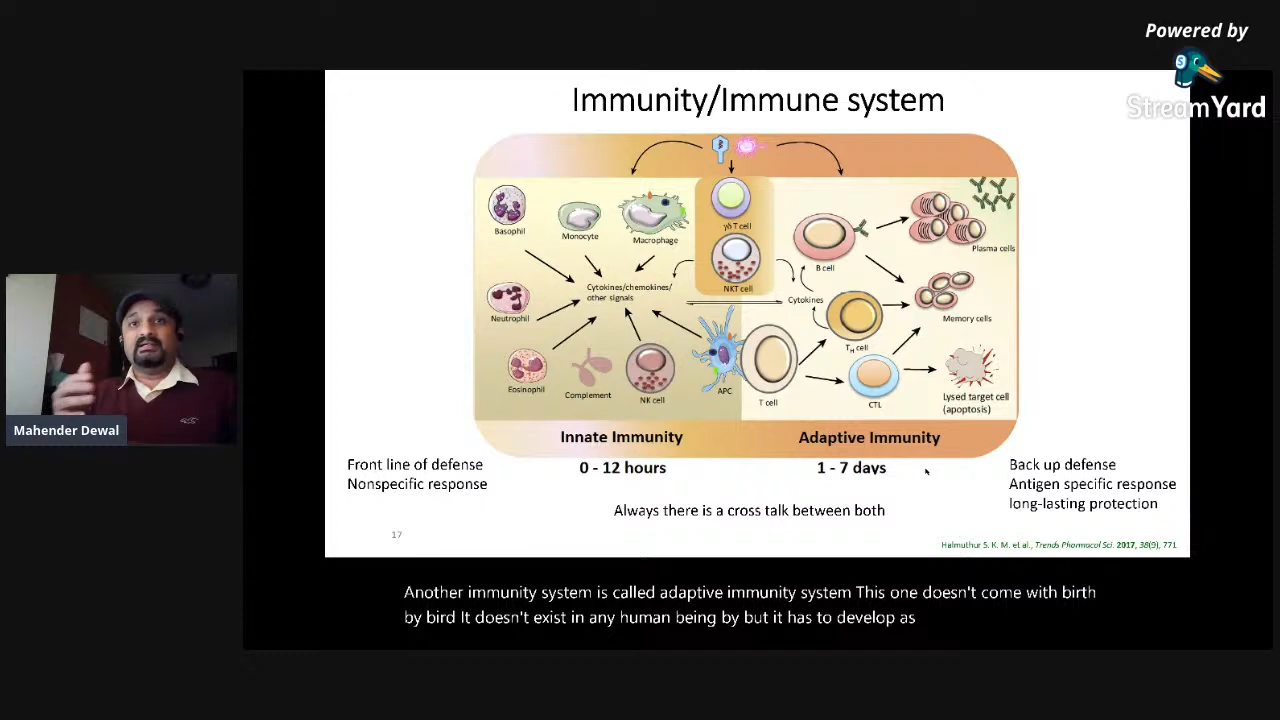 Powered by
StreamYard
Immunity/Immune system
Basophil
Monocyte
Macrophage
γδ T cell
NKT cell
B cell
Plasma cells
Cytokines/chemokines/
other signals
Cytokines
Neutrophil
Memory cells
TH cell
Eosinophil
Complement
NK cell
APC
T cell
CTL
Lysed target cell
(apoptosis)
Innate Immunity
Adaptive Immunity
Front line of defense
Nonspecific response
0 - 12 hours
1 - 7 days
Back up defense
Antigen specific response
long-lasting protection
Always there is a cross talk between both
17
Halmuthur S. K. M. et al., Trends Pharmacol Sci. 2017, 38(9), 771
Mahender Dewal
Another immunity system is called adaptive immunity system This one doesn't come with birth
by bird It doesn't exist in any human being by but it has to develop as